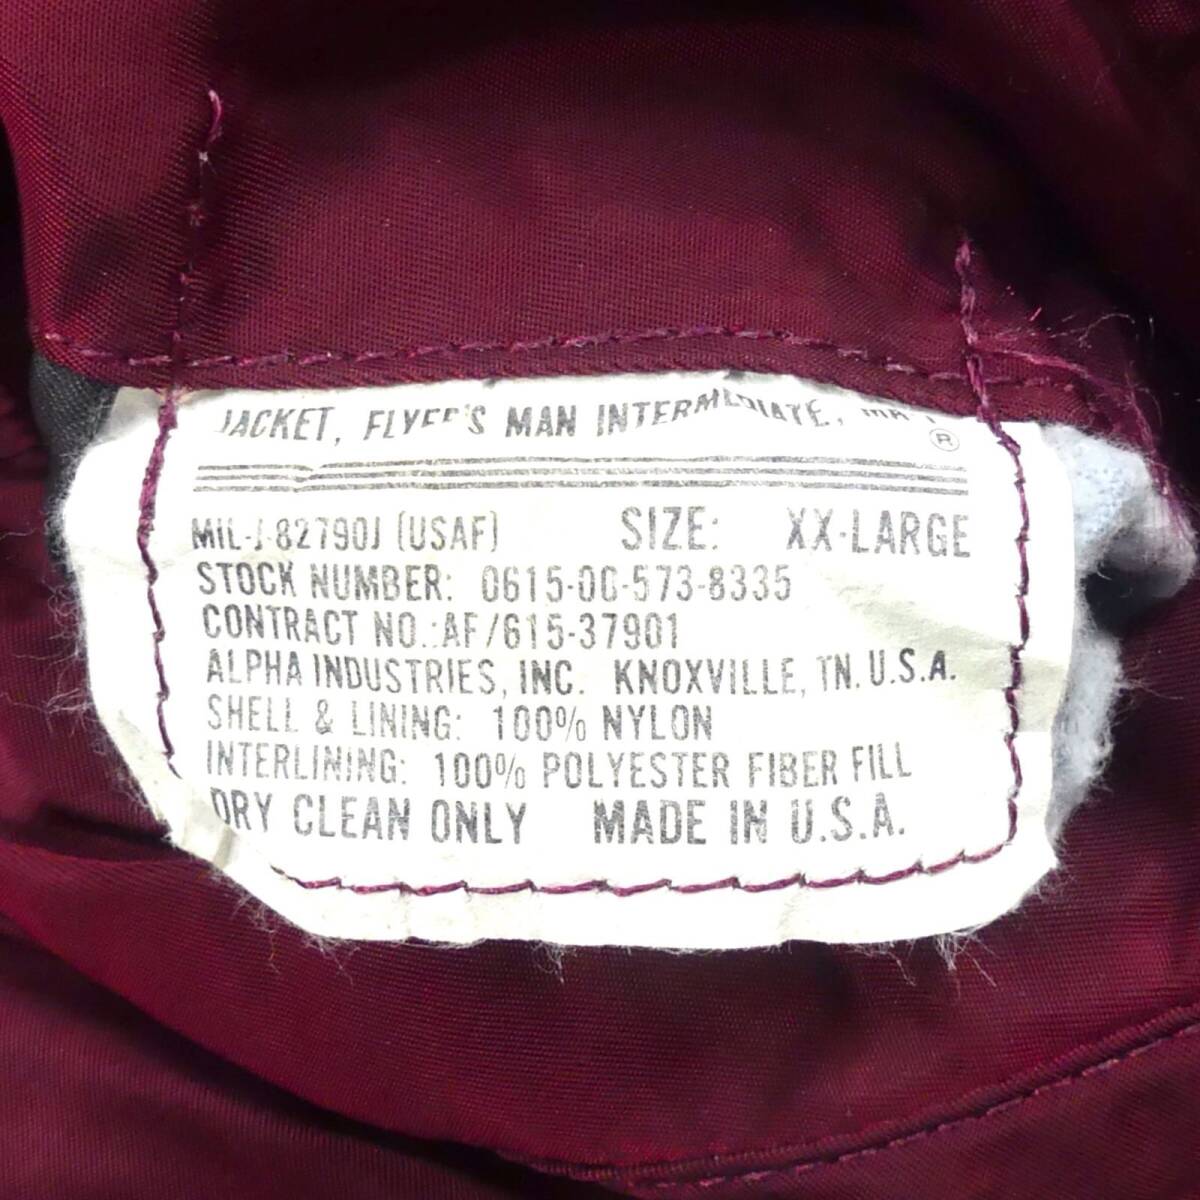 JACKET, FLYER'S MAN INTERMEDIATE,
®
MIL-J-82790J (USAF) SIZE: XX-LARGE
STOCK NUMBER: 0615-00-573-8335
CONTRACT NO.:AF/615-37901
ALPHA INDUSTRIES, INC. KNOXVILLE, TN. U.S.A.
SHELL & LINING: 100% NYLON
INTERLINING: 100% POLYESTER FIBER FILL
DRY CLEAN ONLY MADE IN U.S.A.